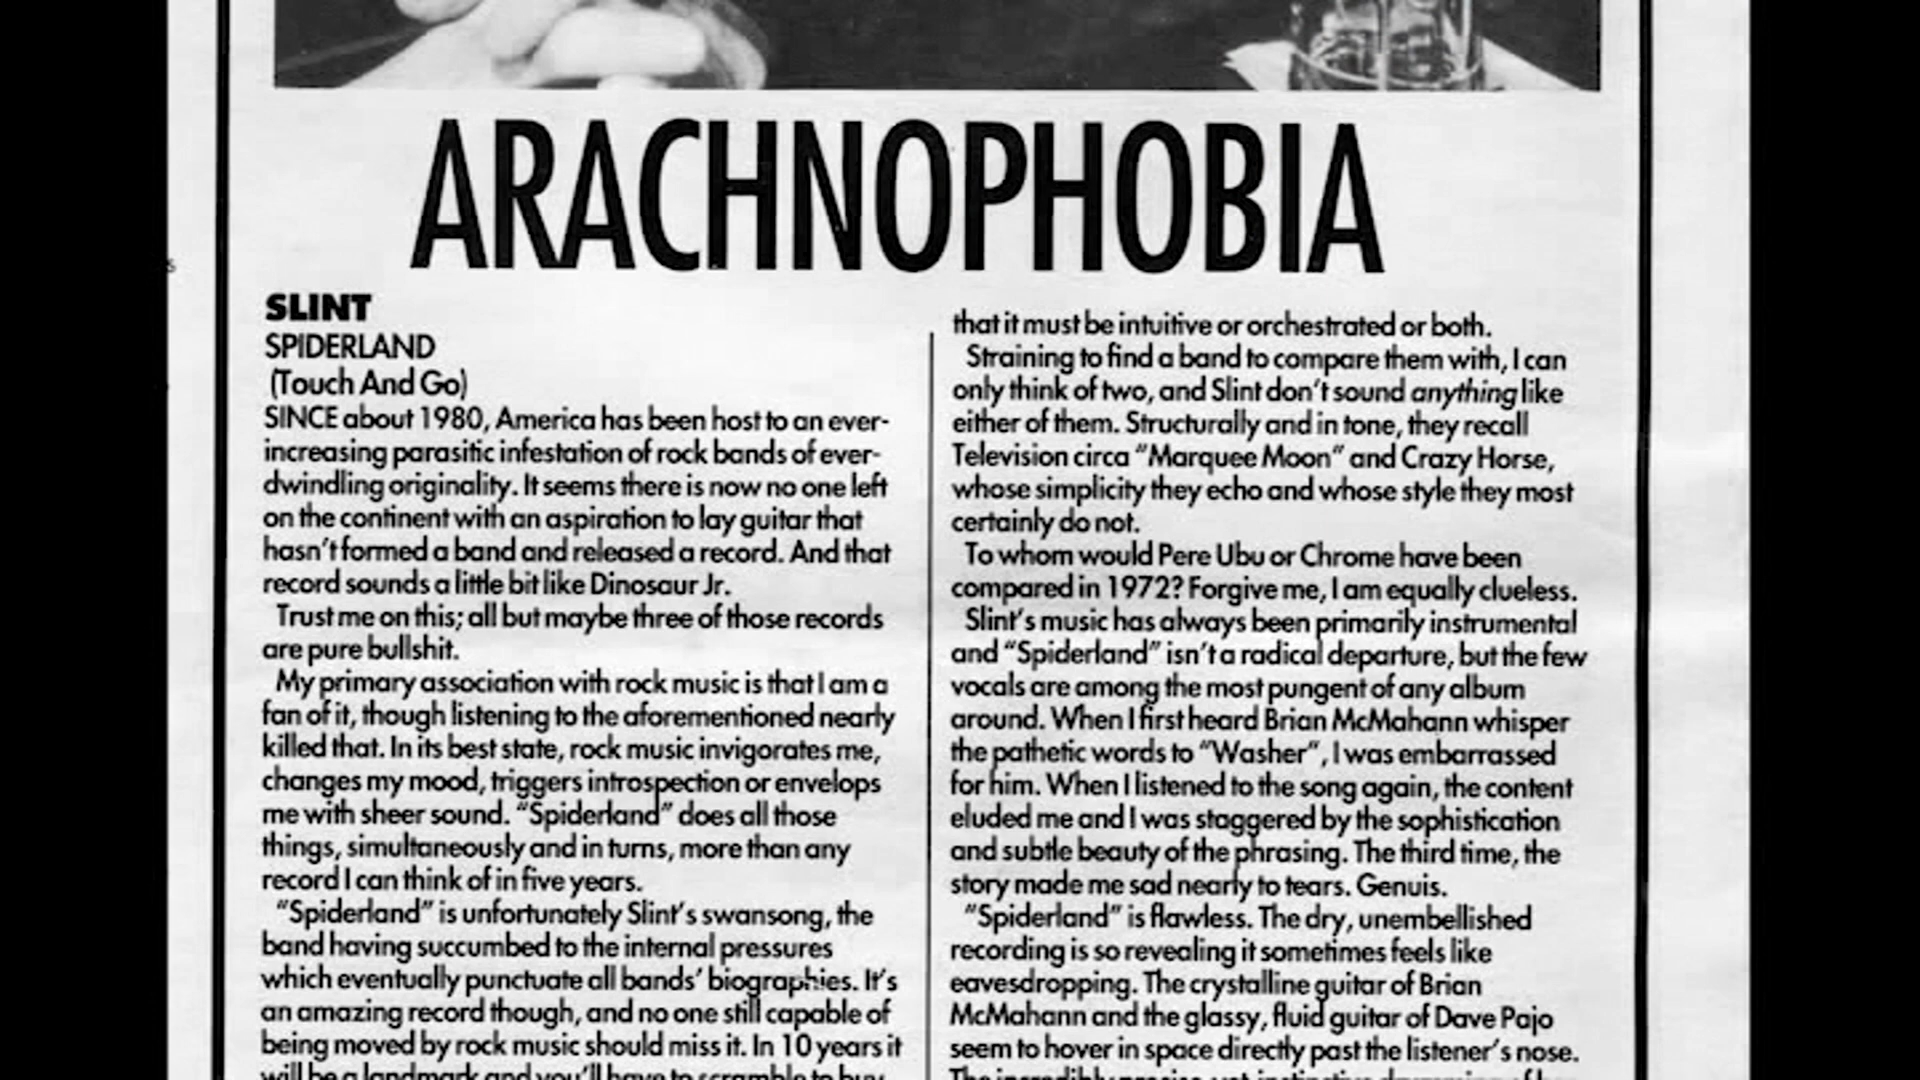 ARACHNOPHOBIA
SLINT
SPIDERLAND
(Touch And Go)
SINCE about 1980, America has been host to an ever-
increasing parasitic infestation of rock bands of ever-
dwindling originality. It seems there is now no one left
on the continent with an aspiration to lay guitar that
hasn't formed a band and released a record. And that
record sounds a little bit like Dinosaur Jr.
Trust me on this; all but maybe three of those records
are pure bullshit.
My primary association with rock music is that I am a
fan of it, though listening to the aforementioned nearly
killed that. In its best state, rock music invigorates me,
changes my mood, triggers introspection or envelops
me with sheer sound. "Spiderland" does all those
things, simultaneously and in turns, more than any
record I can think of in five years.
"Spiderland" is unfortunately Slint's swansong, the
band having succumbed to the internal pressures
which eventually punctuate all bands' biographies. It's
an amazing record though, and no one still capable of
being moved by rock music should miss it. In 10 years it
will be a landmark and you'll have to scramble to buy
that it must be intuitive or orchestrated or both.
Straining to find a band to compare them with, I can
only think of two, and Slint don't sound anything like
either of them. Structurally and in tone, they recall
Television circa "Marquee Moon" and Crazy Horse,
whose simplicity they echo and whose style they most
certainly do not.
To whom would Pere Ubu or Chrome have been
compared in 1972? Forgive me, I am equally clueless.
Slint's music has always been primarily instrumental
and "Spiderland" isn't a radical departure, but the few
vocals are among the most pungent of any album
around. When I first heard Brian McMahann whisper
the pathetic words to "Washer", I was embarrassed
for him. When I listened to the song again, the content
eluded me and I was staggered by the sophistication
and subtle beauty of the phrasing. The third time, the
story made me sad nearly to tears. Genuis.
"Spiderland" is flawless. The dry, unembellished
recording is so revealing it sometimes feels like
eavesdropping. The crystalline guitar of Brian
McMahann and the glassy, fluid guitar of Dave Pajo
seem to hover in space directly past the listener's nose.
The incredibly precise yet instinctive drumming of